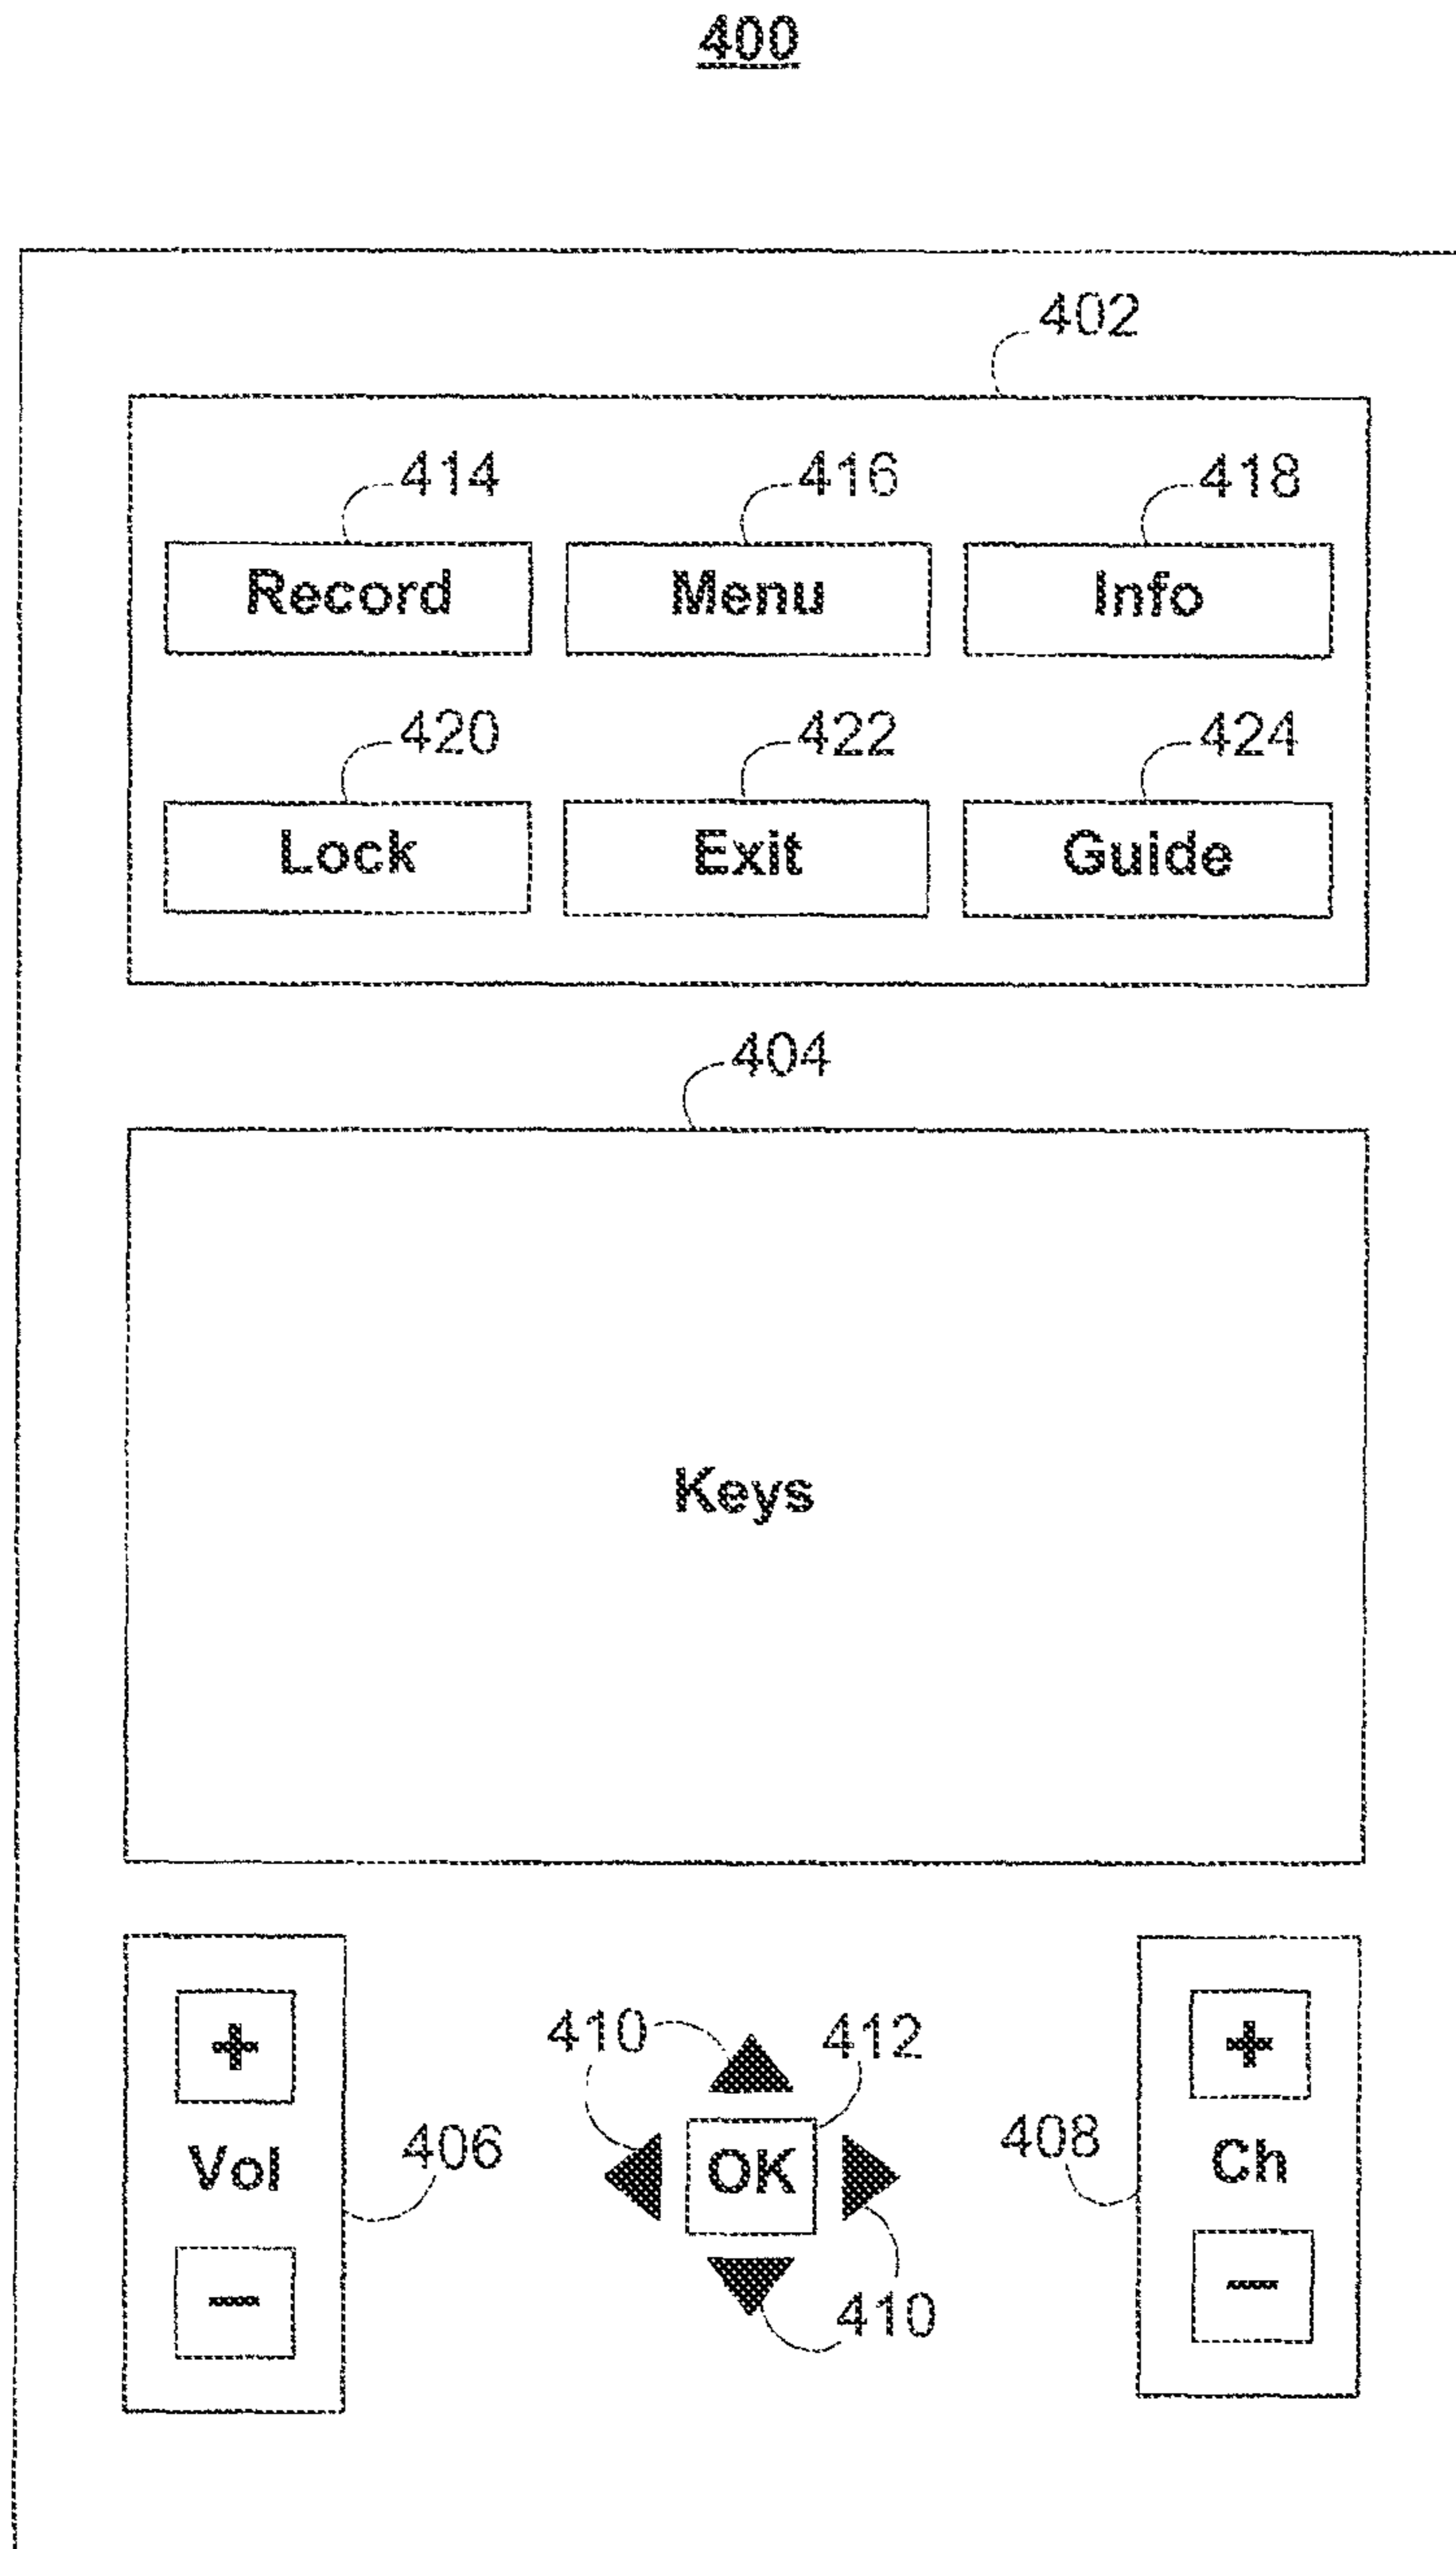 400
402
414 416 418
Record Menu Info
420 422 424
Lock Exit Guide
404
Keys
+ 410 412 +
Vol 406 OK 408 Ch
— 410 —